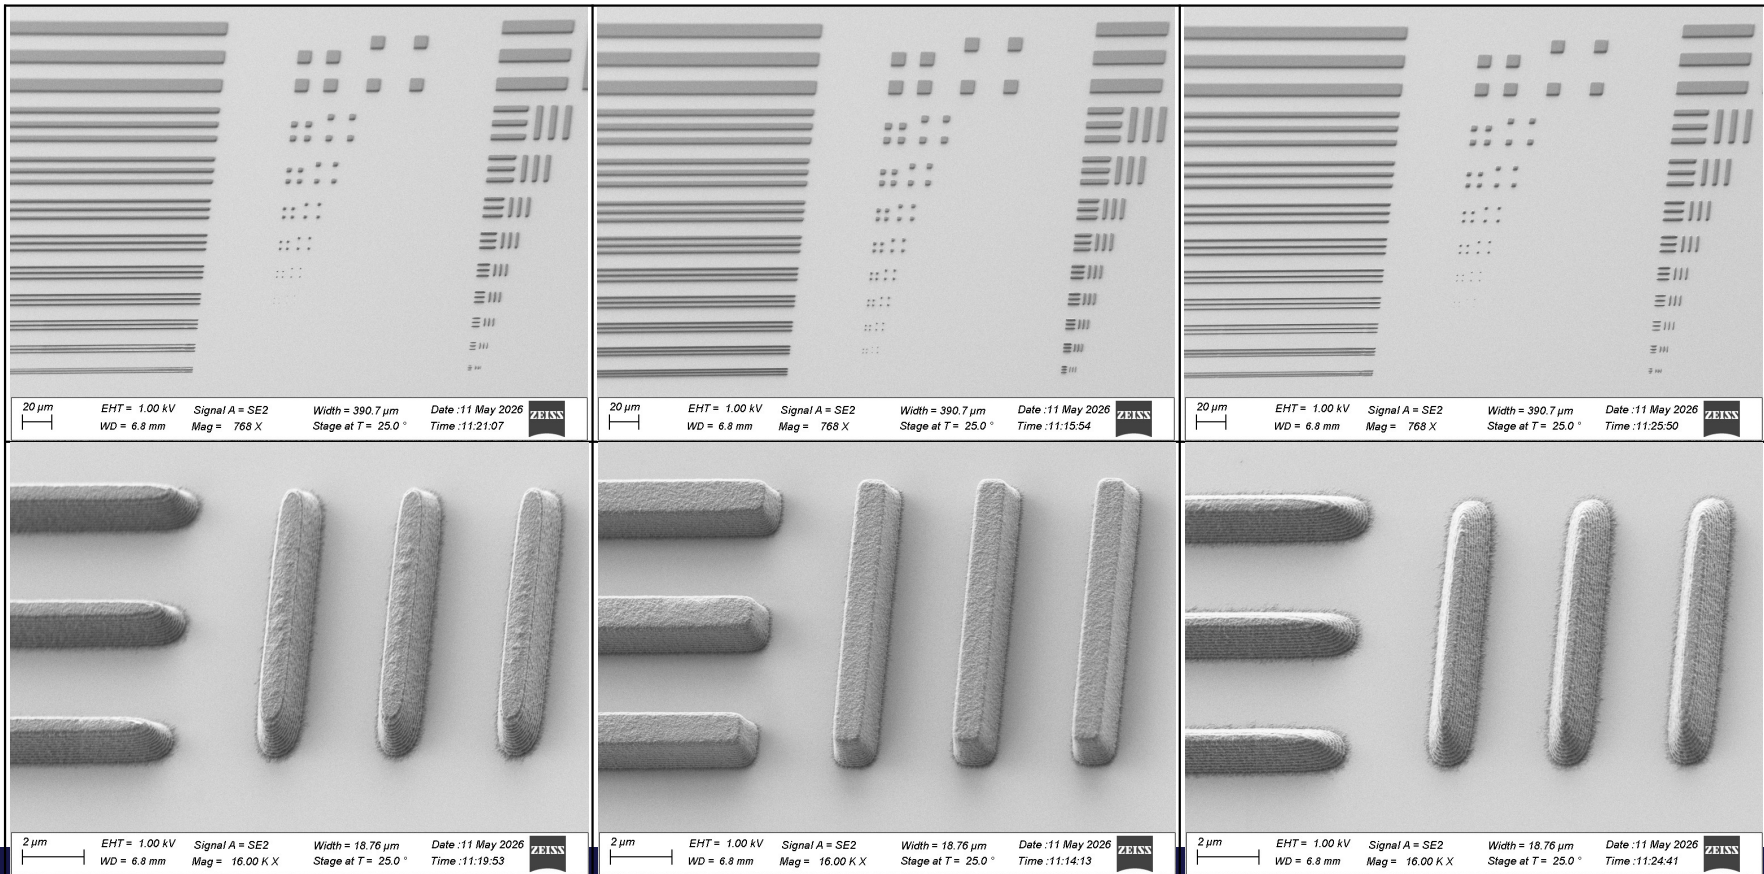 20 µm
EHT = 1.00 kV Signal A = SE2 Width = 390.7 µm Date :11 May 2026
WD = 6.8 mm Mag = 768 X Stage at T = 25.0 ° Time :11:21:07
ZEISS
20 µm
EHT = 1.00 kV Signal A = SE2 Width = 390.7 µm Date :11 May 2026
WD = 6.8 mm Mag = 768 X Stage at T = 25.0 ° Time :11:15:54
ZEISS
20 µm
EHT = 1.00 kV Signal A = SE2 Width = 390.7 µm Date :11 May 2026
WD = 6.8 mm Mag = 768 X Stage at T = 25.0 ° Time :11:25:50
ZEISS
2 µm
EHT = 1.00 kV Signal A = SE2 Width = 18.76 µm Date :11 May 2026
WD = 6.8 mm Mag = 16.00 K X Stage at T = 25.0 ° Time :11:19:53
ZEISS
2 µm
EHT = 1.00 kV Signal A = SE2 Width = 18.76 µm Date :11 May 2026
WD = 6.8 mm Mag = 16.00 K X Stage at T = 25.0 ° Time :11:14:13
ZEISS
2 µm
EHT = 1.00 kV Signal A = SE2 Width = 18.76 µm Date :11 May 2026
WD = 6.8 mm Mag = 16.00 K X Stage at T = 25.0 ° Time :11:24:41
ZEISS